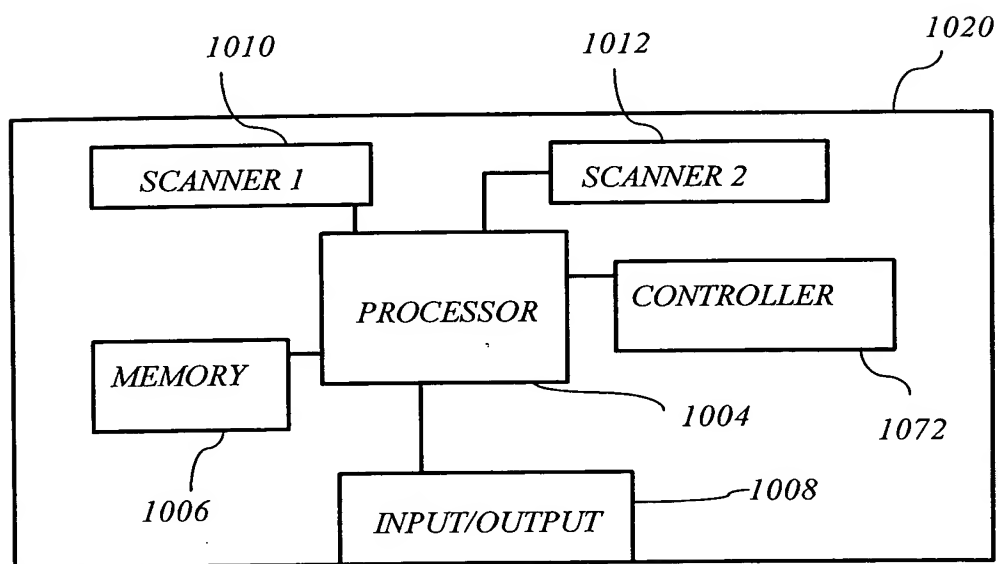 1020
1010
1012
SCANNER 1
SCANNER 2
PROCESSOR
CONTROLLER
MEMORY
1004
1072
1006
1008
INPUT/OUTPUT